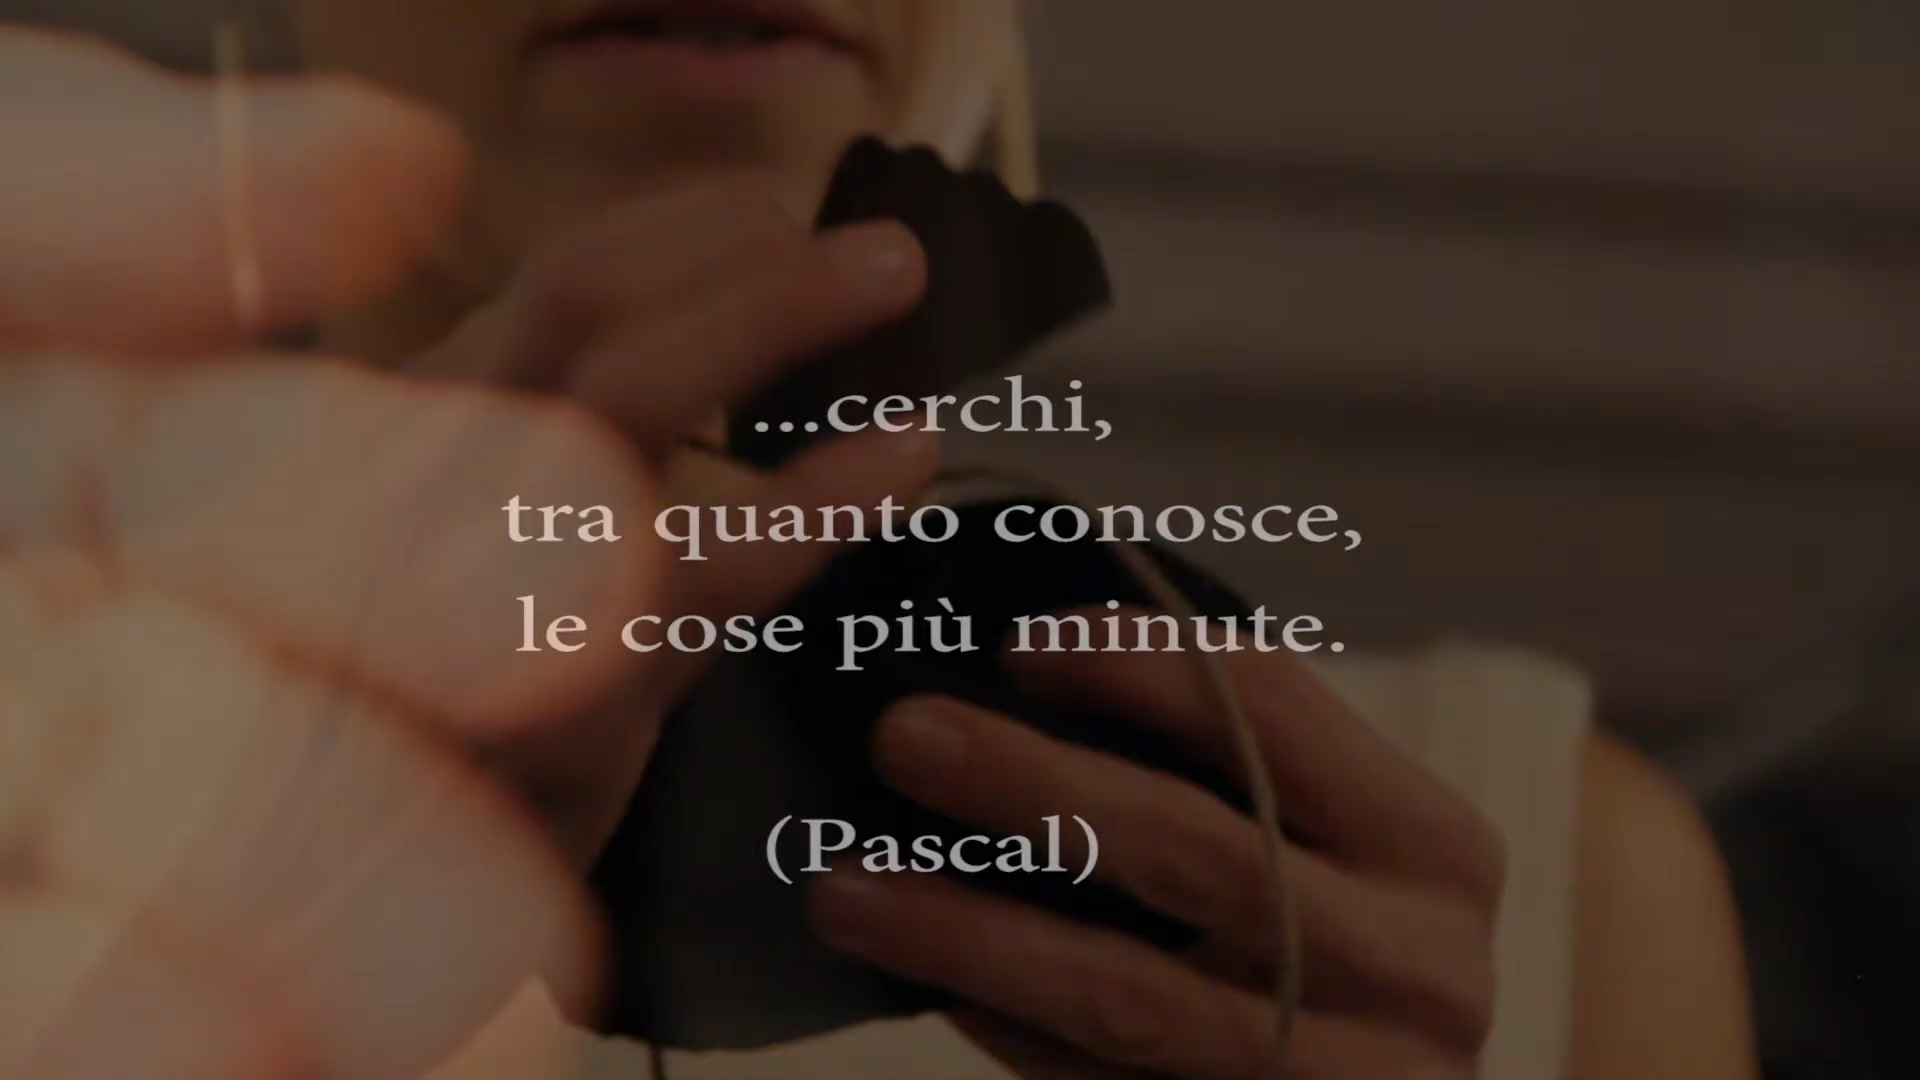 ...cerchi,
tra quanto conosce,
le cose più minute.
(Pascal)